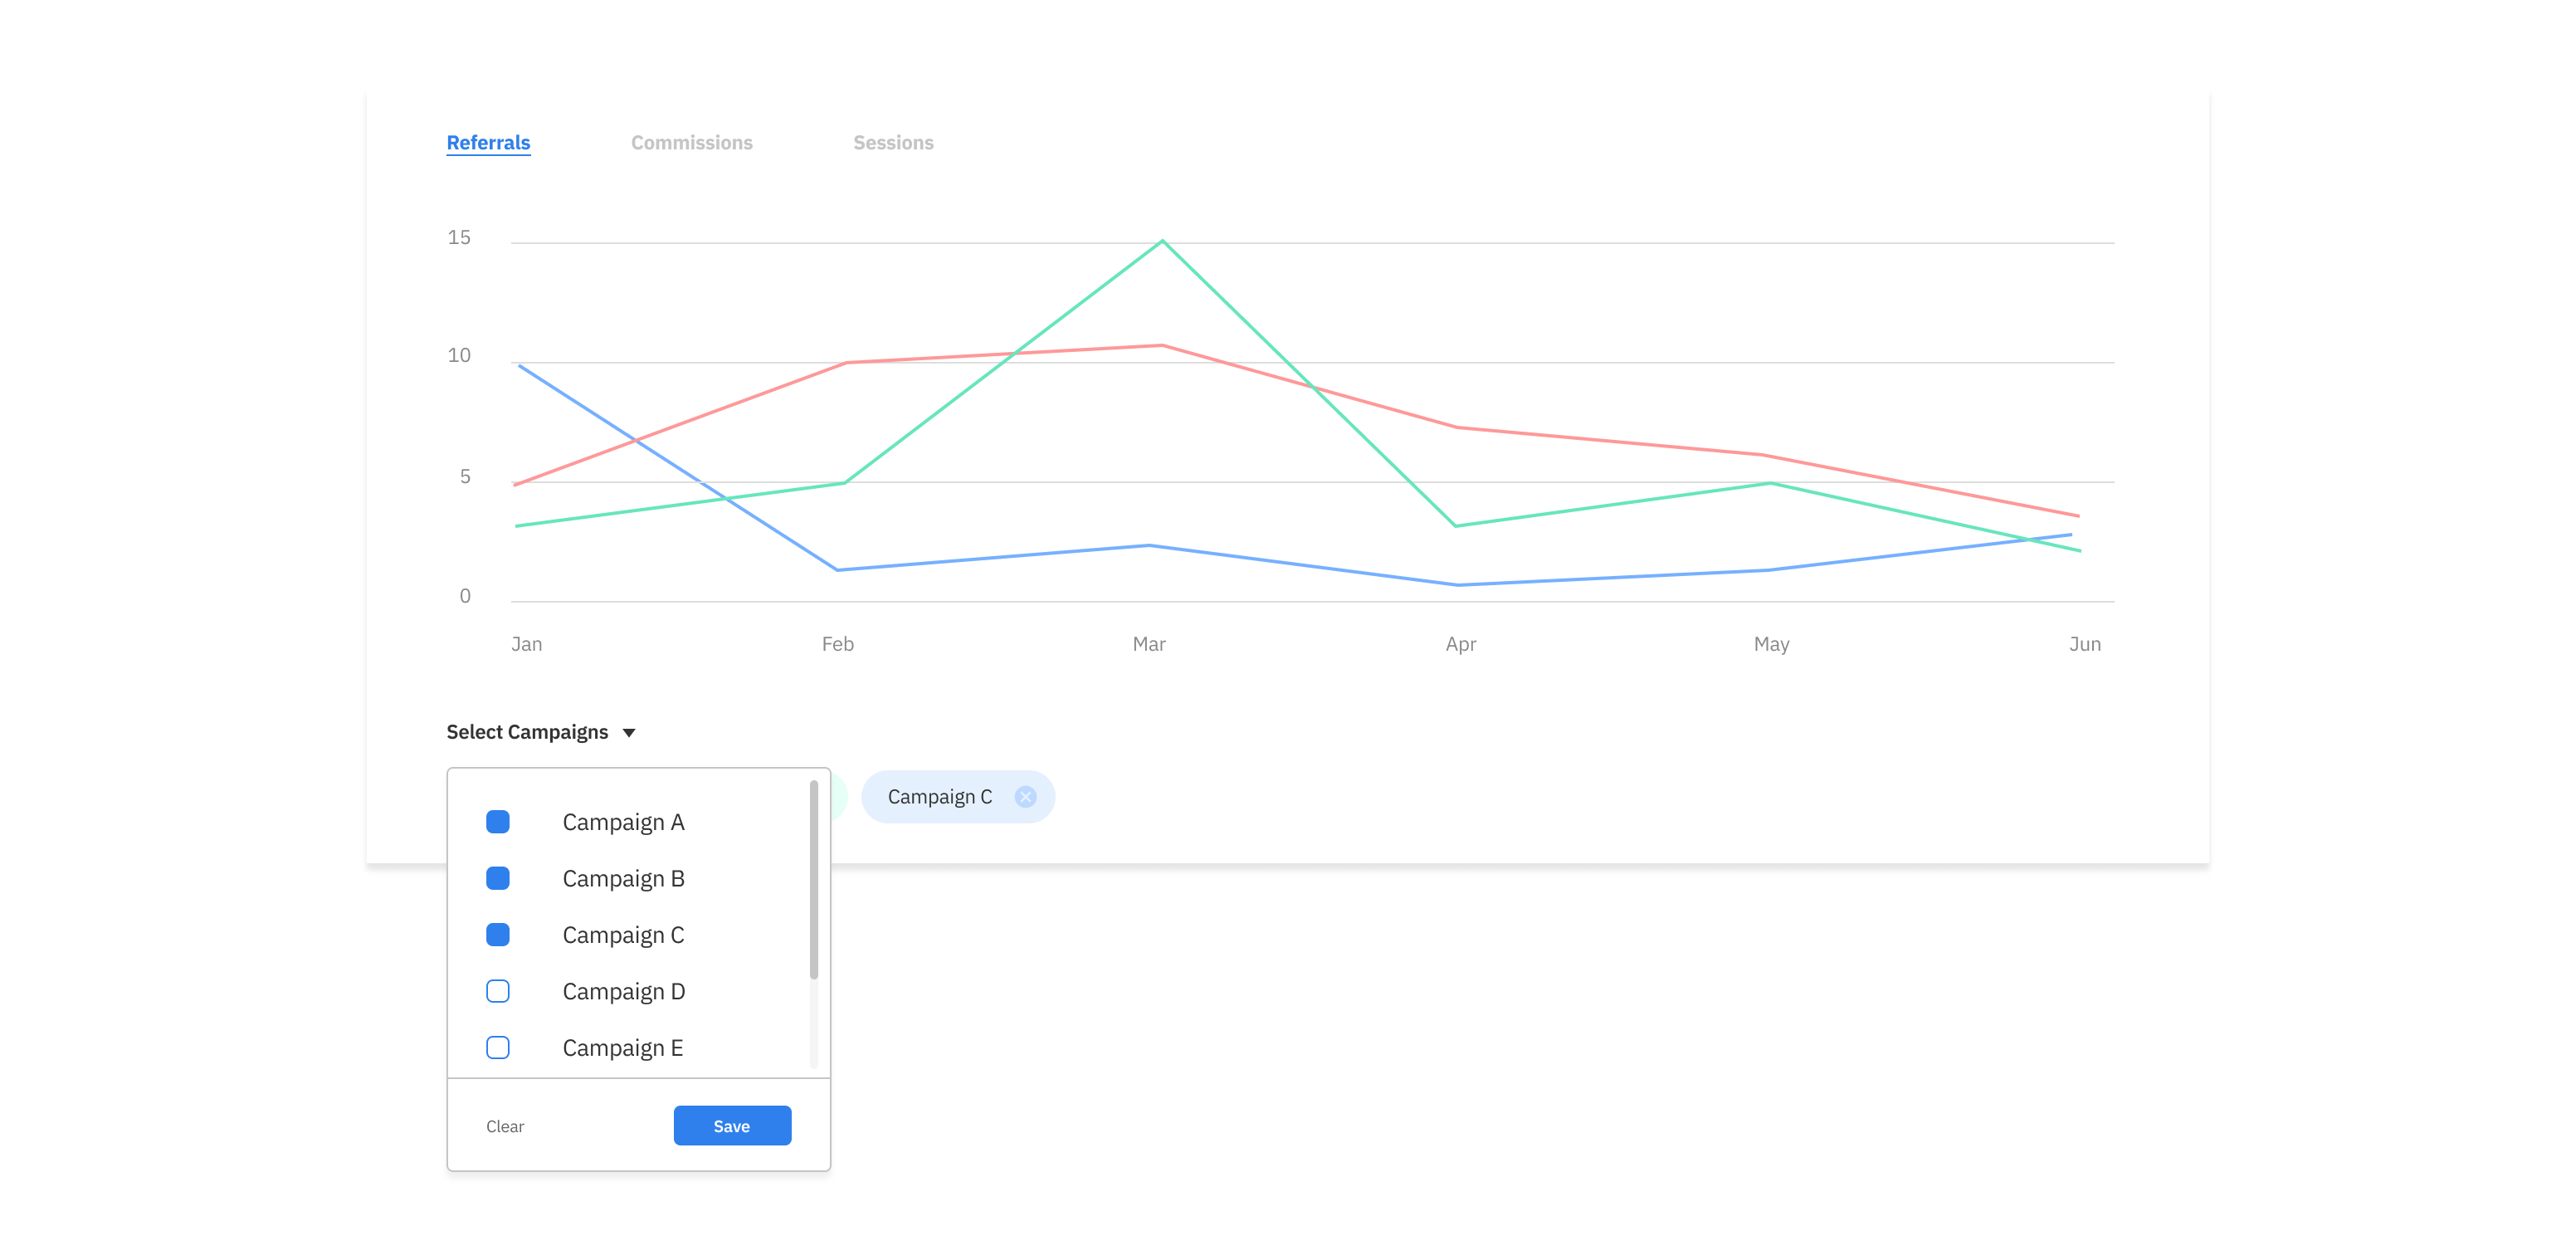 Referrals Commissions Sessions
15
10
5
0
Jan Feb Mar Apr May Jun
Select Campaigns
Campaign C
Campaign A
Campaign B
Campaign C
Campaign D
Campaign E
Clear Save